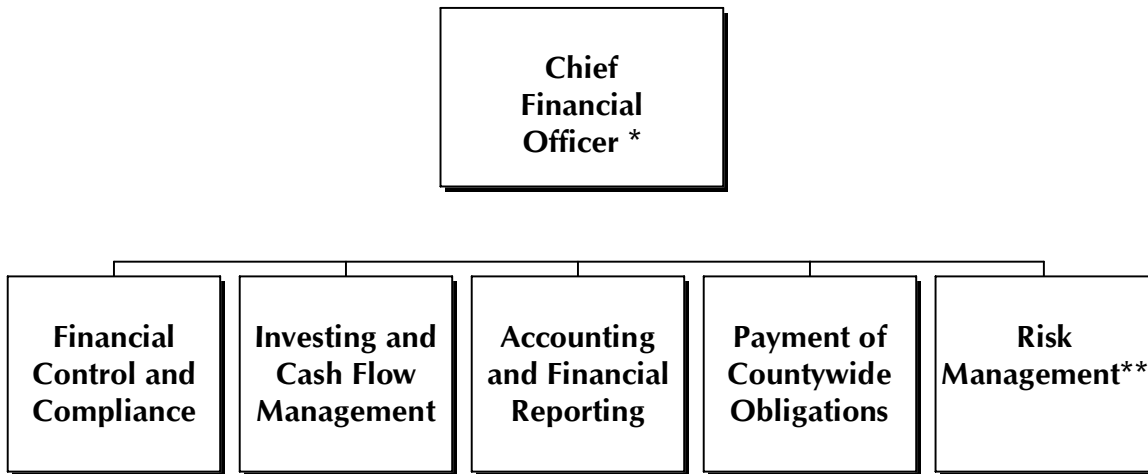 Chief
Financial
Officer *
Financial
Control and
Compliance
Investing and
Cash Flow
Management
Accounting
and Financial
Reporting
Payment of
Countywide
Obligations
Risk
Management**